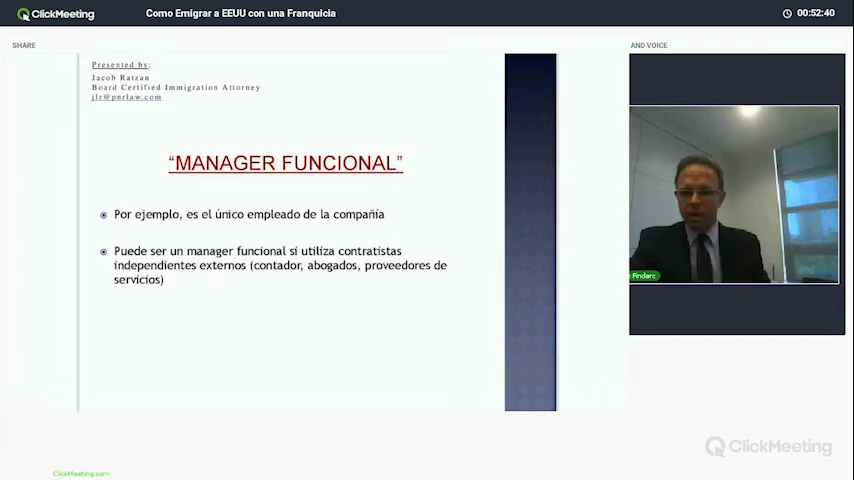 ClickMeeting
Como Emigrar a EEUU con una Franquicia
00:52:40
SHARE
AND VOICE
Presented by:
Jacob Ratzan
Board Certified Immigration Attorney
jlr@pnrlaw.com
“MANAGER FUNCIONAL”
Por ejemplo, es el único empleado de la compañía
Puede ser un manager funcional si utiliza contratistas
independientes externos (contador, abogados, proveedores de
servicios)
Findarc
ClickMeeting
ClickMeeting.com